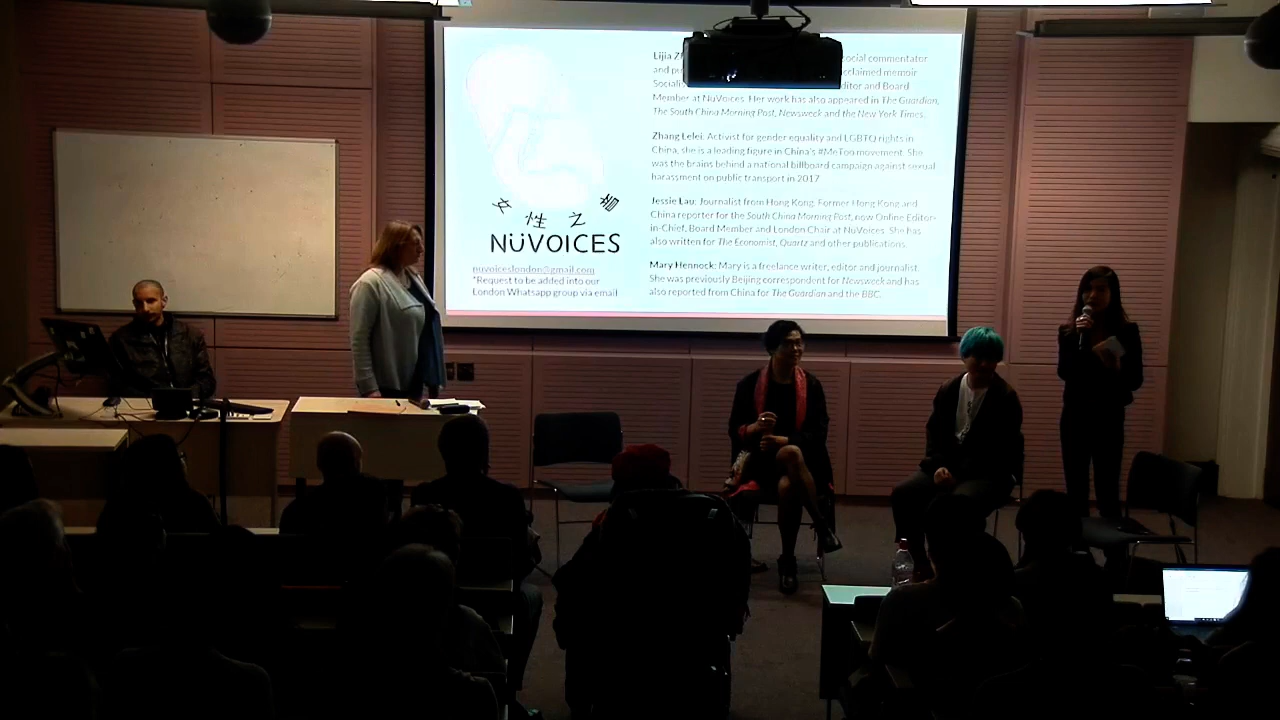 女性之聲
NÜVOICES
nuvoiceslondon@gmail.com
*Request to be added into our
London Whatsapp group via email
Lijia social commentator
and acclaimed memoir
Editor and Board
Member at NüVoices. Her work has also appeared in The Guardian,
The South China Morning Post, Newsweek and the New York Times.
Zhang Leilei: Activist for gender equality and LGBTQ rights in
China, she is a leading figure in China's #MeToo movement. She
was the brains behind a national billboard campaign against sexual
harassment on public transport in 2017
Jessie Lau: Journalist from Hong Kong. Former Hong Kong and
China reporter for the South China Morning Post, now Online Editor-
in-Chief, Board Member and London Chair at NüVoices. She has
also written for The Economist, Quartz and other publications.
Mary Hennock: Mary is a freelance writer, editor and journalist.
She was previously Beijing correspondent for Newsweek and has
also reported from China for The Guardian and the BBC.